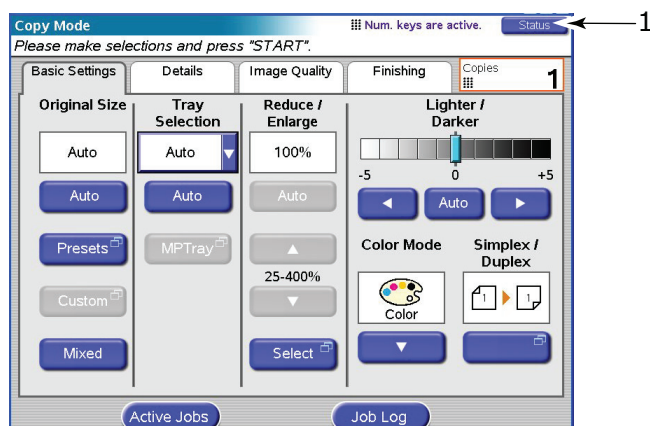 Copy Mode
Num. keys are active.
Status
1
Please make selections and press "START".
Basic Settings
Details
Image Quality
Finishing
Copies
1
Original Size
Tray
Selection
Reduce /
Enlarge
Lighter /
Darker
Auto
Auto
100%
-5
0
+5
Auto
Auto
Auto
Auto
Presets
MPTray
25-400%
Color Mode
Simplex /
Duplex
Custom
Color
1
1
Mixed
Select
Active Jobs
Job Log